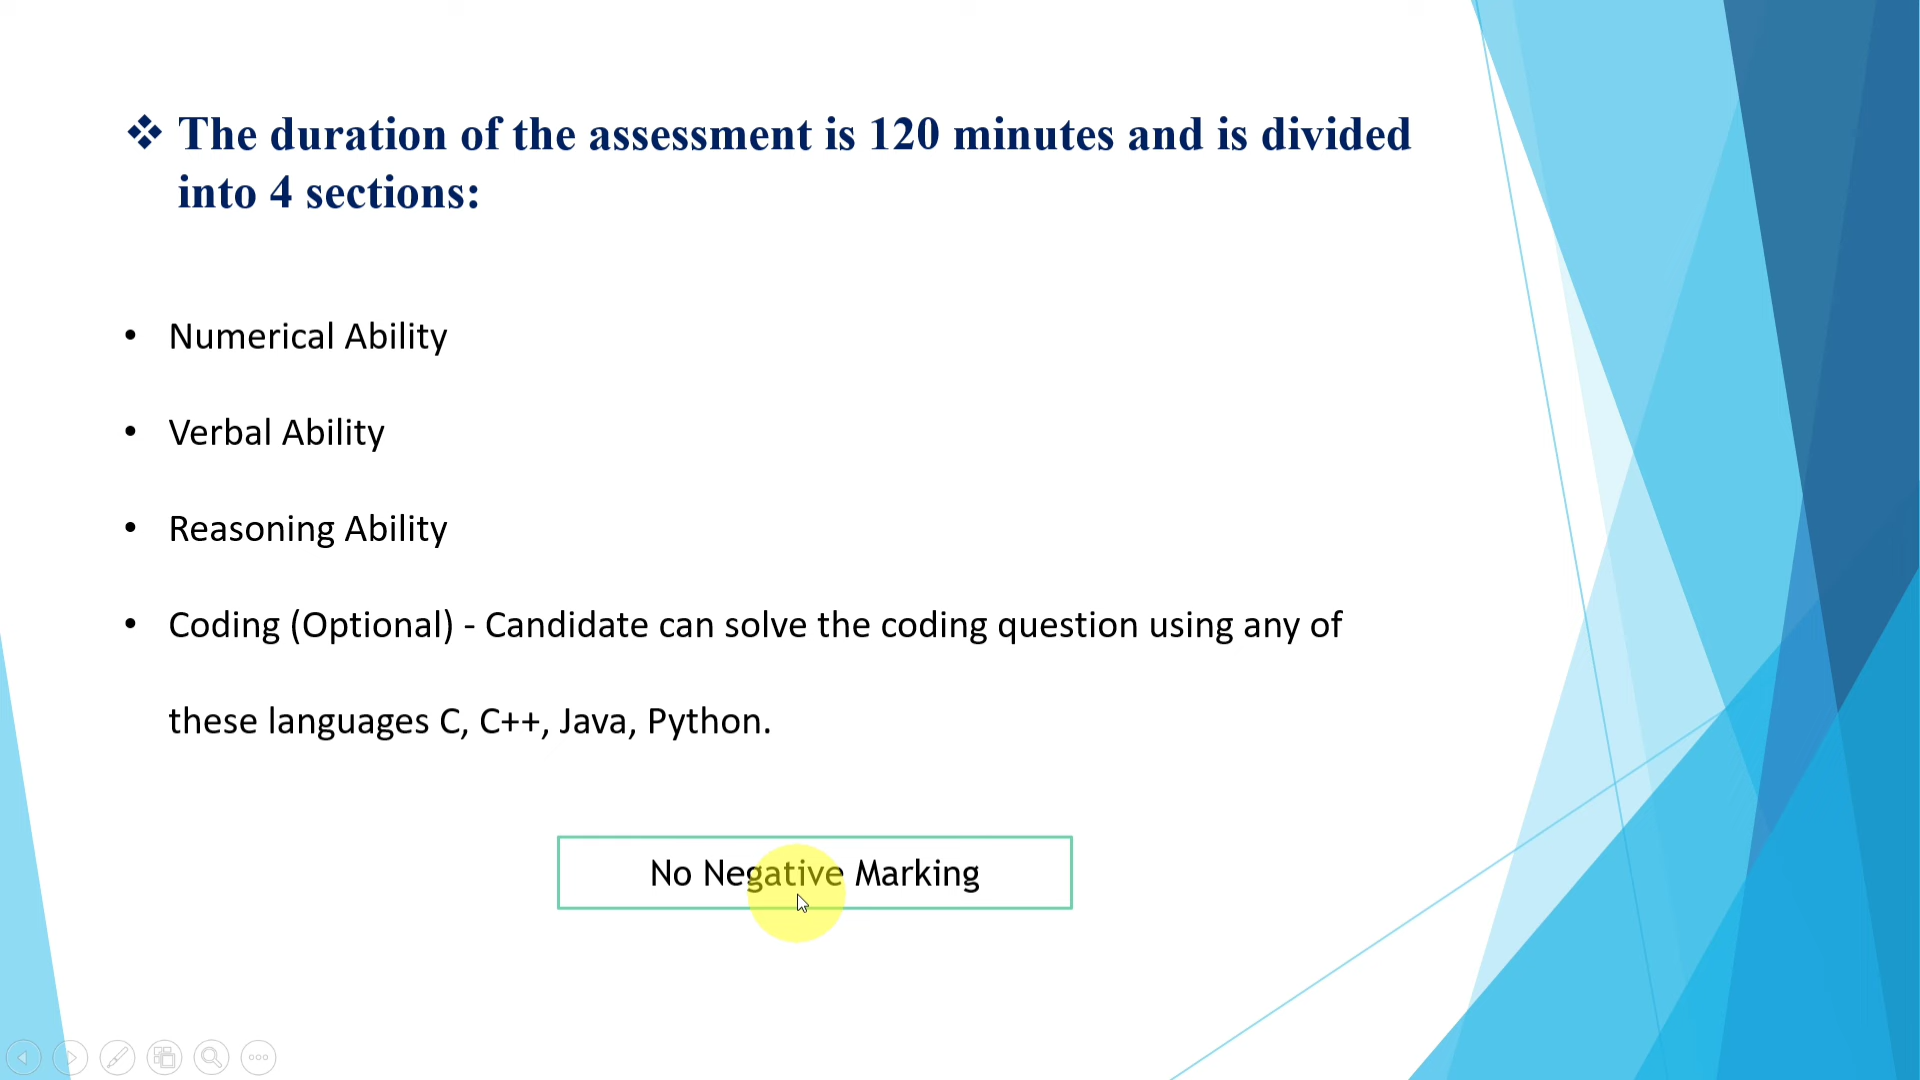 ❖ The duration of the assessment is 120 minutes and is divided
into 4 sections:
• Numerical Ability
• Verbal Ability
• Reasoning Ability
• Coding (Optional) - Candidate can solve the coding question using any of
these languages C, C++, Java, Python.
No Negative Marking